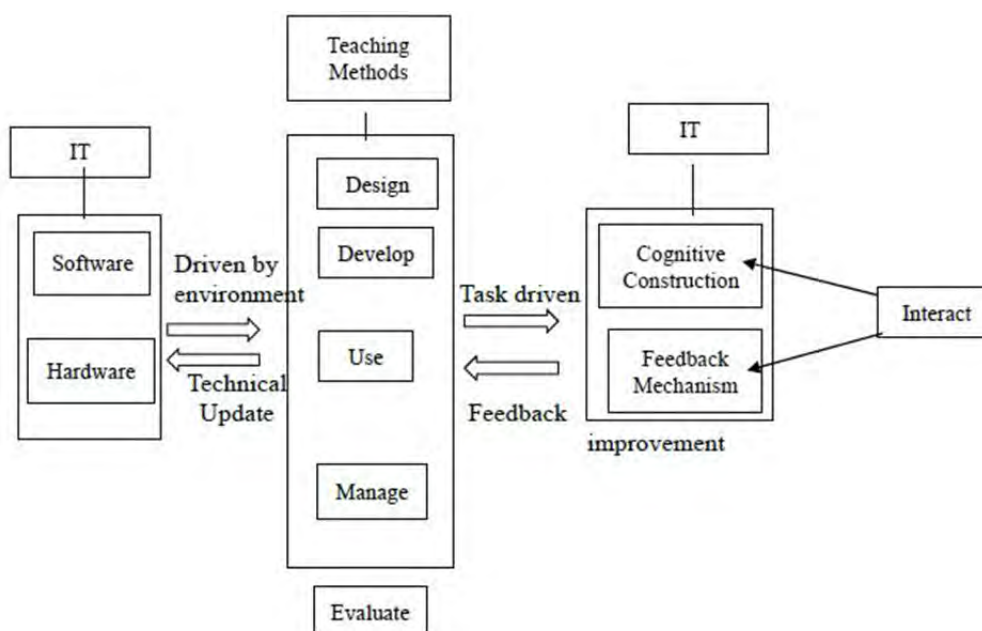 Teaching
Methods
IT
IT
Design
Software
Develop
Driven by
environment
Task driven
Cognitive
Construction
Interact
Hardware
Use
Feedback
Mechanism
Technical
Update
Feedback
improvement
Manage
Evaluate